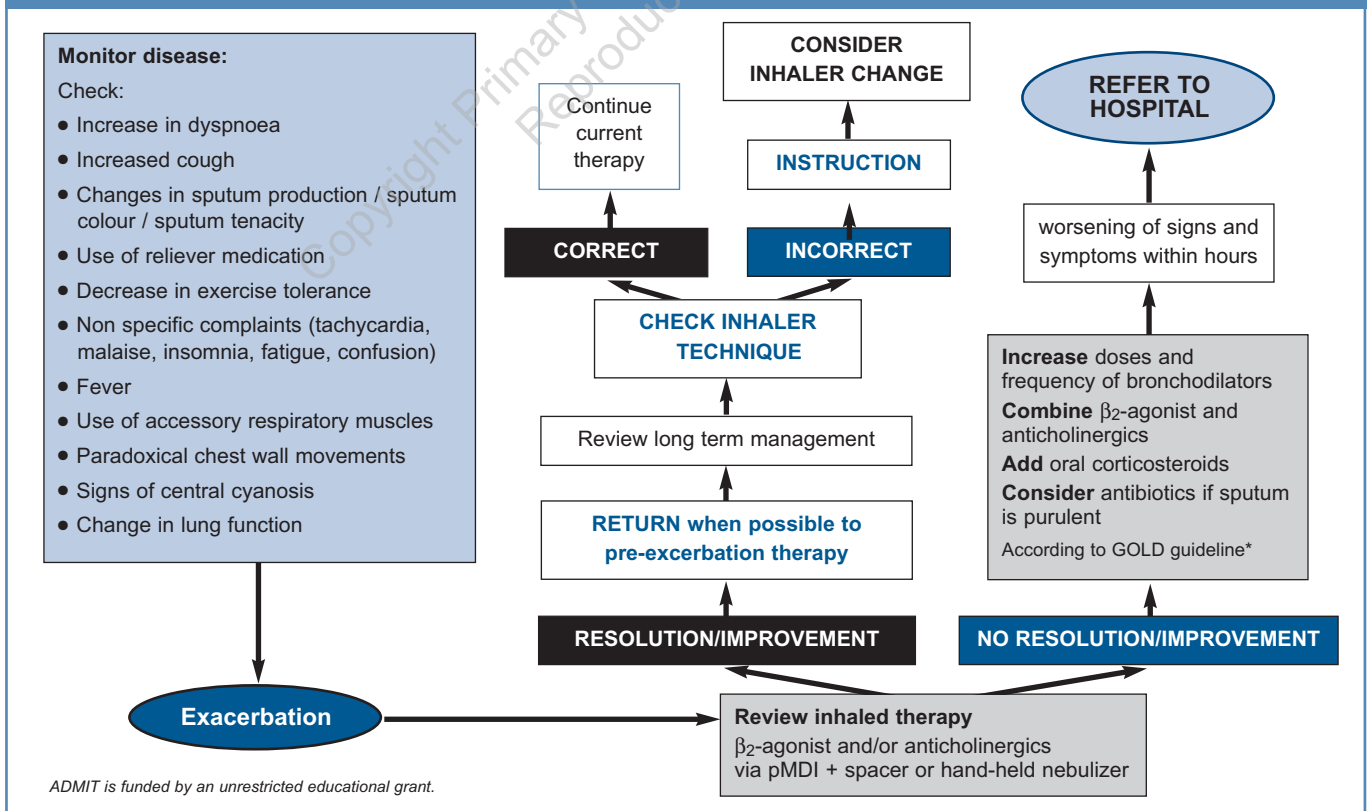 Monitor disease:
Check:
• Increase in dyspnoea
• Increased cough
• Changes in sputum production / sputum
colour / sputum tenacity
• Use of reliever medication
• Decrease in exercise tolerance
• Non specific complaints (tachycardia,
malaise, insomnia, fatigue, confusion)
• Fever
• Use of accessory respiratory muscles
• Paradoxical chest wall movements
• Signs of central cyanosis
• Change in lung function
Exacerbation
ADMIT is funded by an unrestricted educational grant.
Continue
current
therapy
CORRECT
CONSIDER
INHALER CHANGE
INSTRUCTION
INCORRECT
CHECK INHALER
TECHNIQUE
Review long term management
RETURN when possible to
pre-excerbation therapy
RESOLUTION/IMPROVEMENT
REFER TO
HOSPITAL
worsening of signs and
symptoms within hours
Increase doses and
frequency of bronchodilators
Combine β₂-agonist and
anticholinergics
Add oral corticosteroids
Consider antibiotics if sputum
is purulent
According to GOLD guideline*
NO RESOLUTION/IMPROVEMENT
Review inhaled therapy
β₂-agonist and/or anticholinergics
via pMDI + spacer or hand-held nebulizer
Copyright Primary